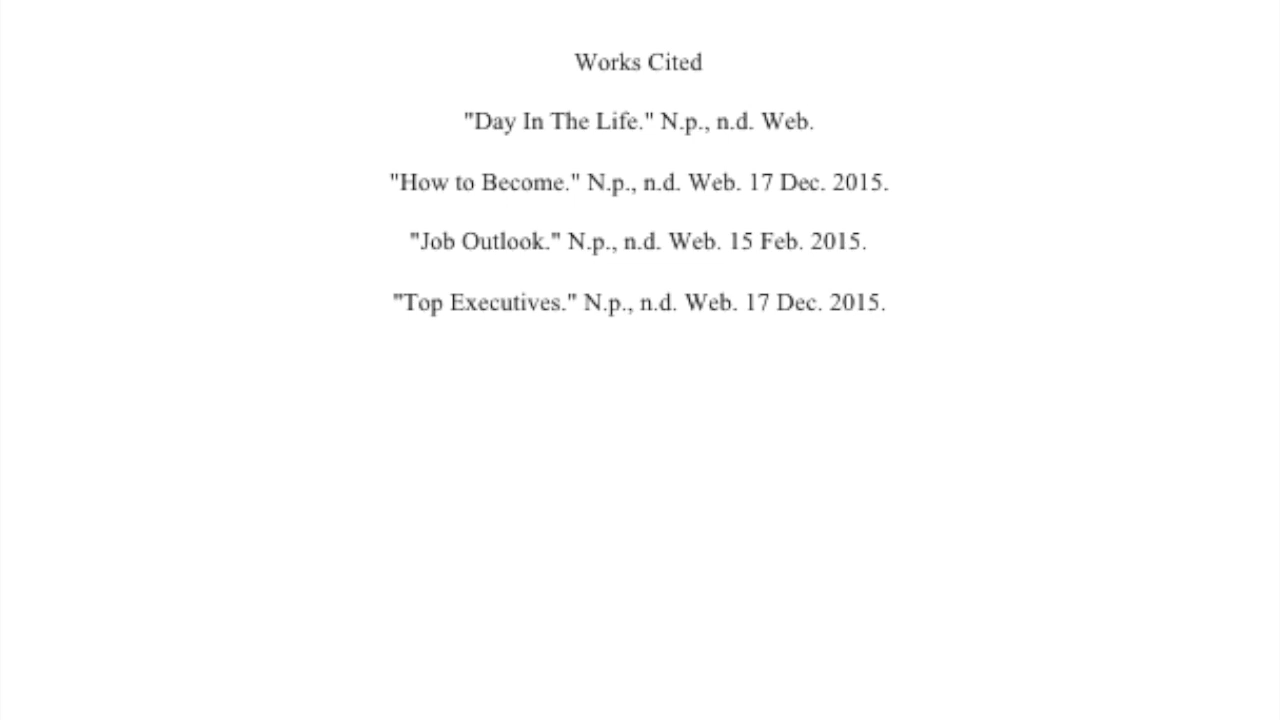 Works Cited
"Day In The Life." N.p., n.d. Web.
"How to Become." N.p., n.d. Web. 17 Dec. 2015.
"Job Outlook." N.p., n.d. Web. 15 Feb. 2015.
"Top Executives." N.p., n.d. Web. 17 Dec. 2015.